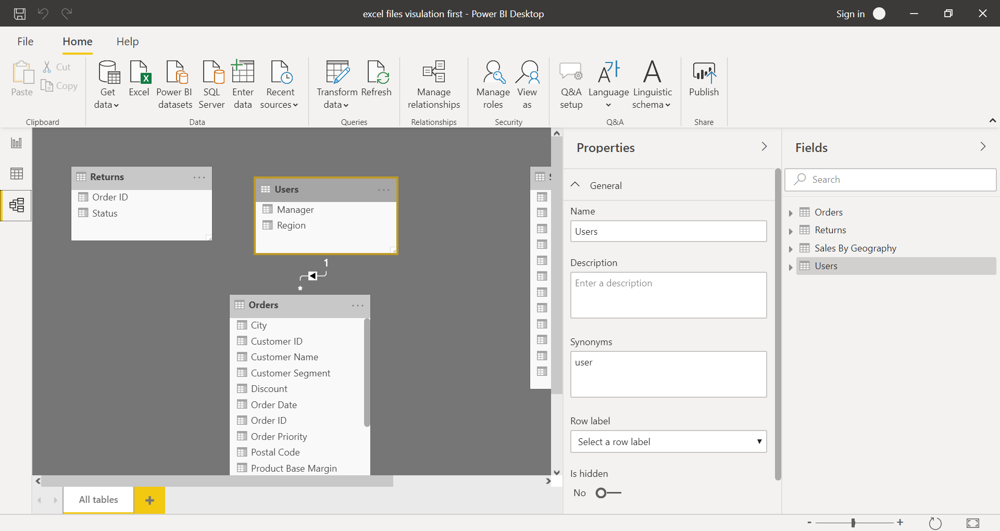 excel files visulation first - Power BI Desktop
Sign in
File
Home
Help
Paste
Cut
Copy
Clipboard
Get
data
Excel
Power BI
datasets
SQL
Server
Enter
data
Recent
sources
Data
Transform
data
Refresh
Queries
Manage
relationships
Relationships
Manage
roles
View
as
Security
Q&A
setup
Language
Linguistic
schema
Q&A
Publish
Share
Returns
Order ID
Status
Users
Manager
Region
1
*
Orders
City
Customer ID
Customer Name
Customer Segment
Discount
Order Date
Order ID
Order Priority
Postal Code
Product Base Margin
All tables
Properties
General
Name
Users
Description
Enter a description
Synonyms
user
Row label
Select a row label
Is hidden
No
Fields
Search
Orders
Returns
Sales By Geography
Users